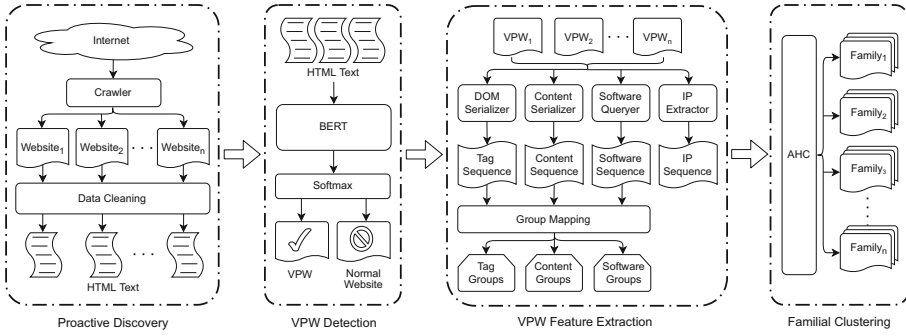 Internet
Crawler
Website1 Website2 · · · Websiten
Data Cleaning
· · ·
HTML Text
Proactive Discovery
HTML Text
BERT
Softmax
VPW
Normal
Website
VPW Detection
VPW1 VPW2 · · · VPWn
DOM
Serializer
Content
Serializer
Software
Queryer
IP
Extractor
Tag
Sequence
Content
Sequence
Software
Sequence
IP
Sequence
Group Mapping
Tag
Groups
Content
Groups
Software
Groups
VPW Feature Extraction
AHC
Family1
Family2
Family3
Familyn
Familial Clustering